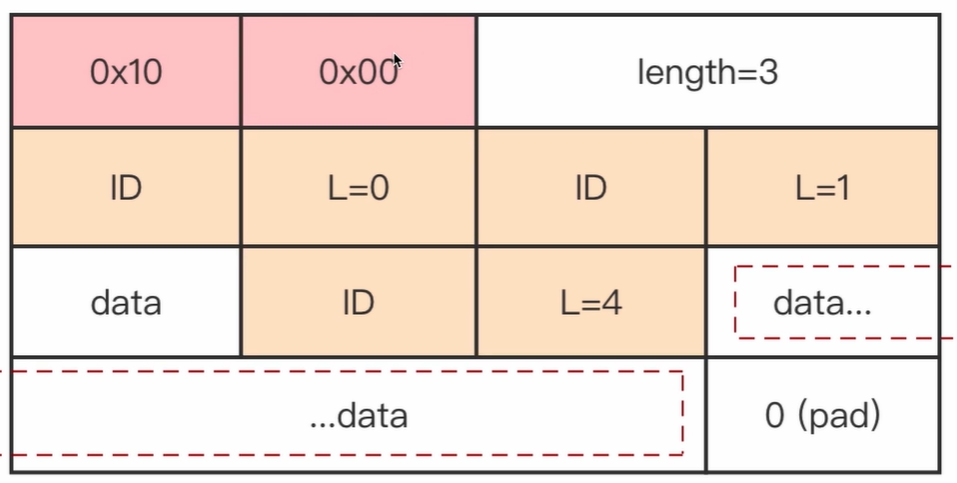 0x10 0x00 length=3
ID L=0 ID L=1
data ID L=4 data...
...data 0 (pad)